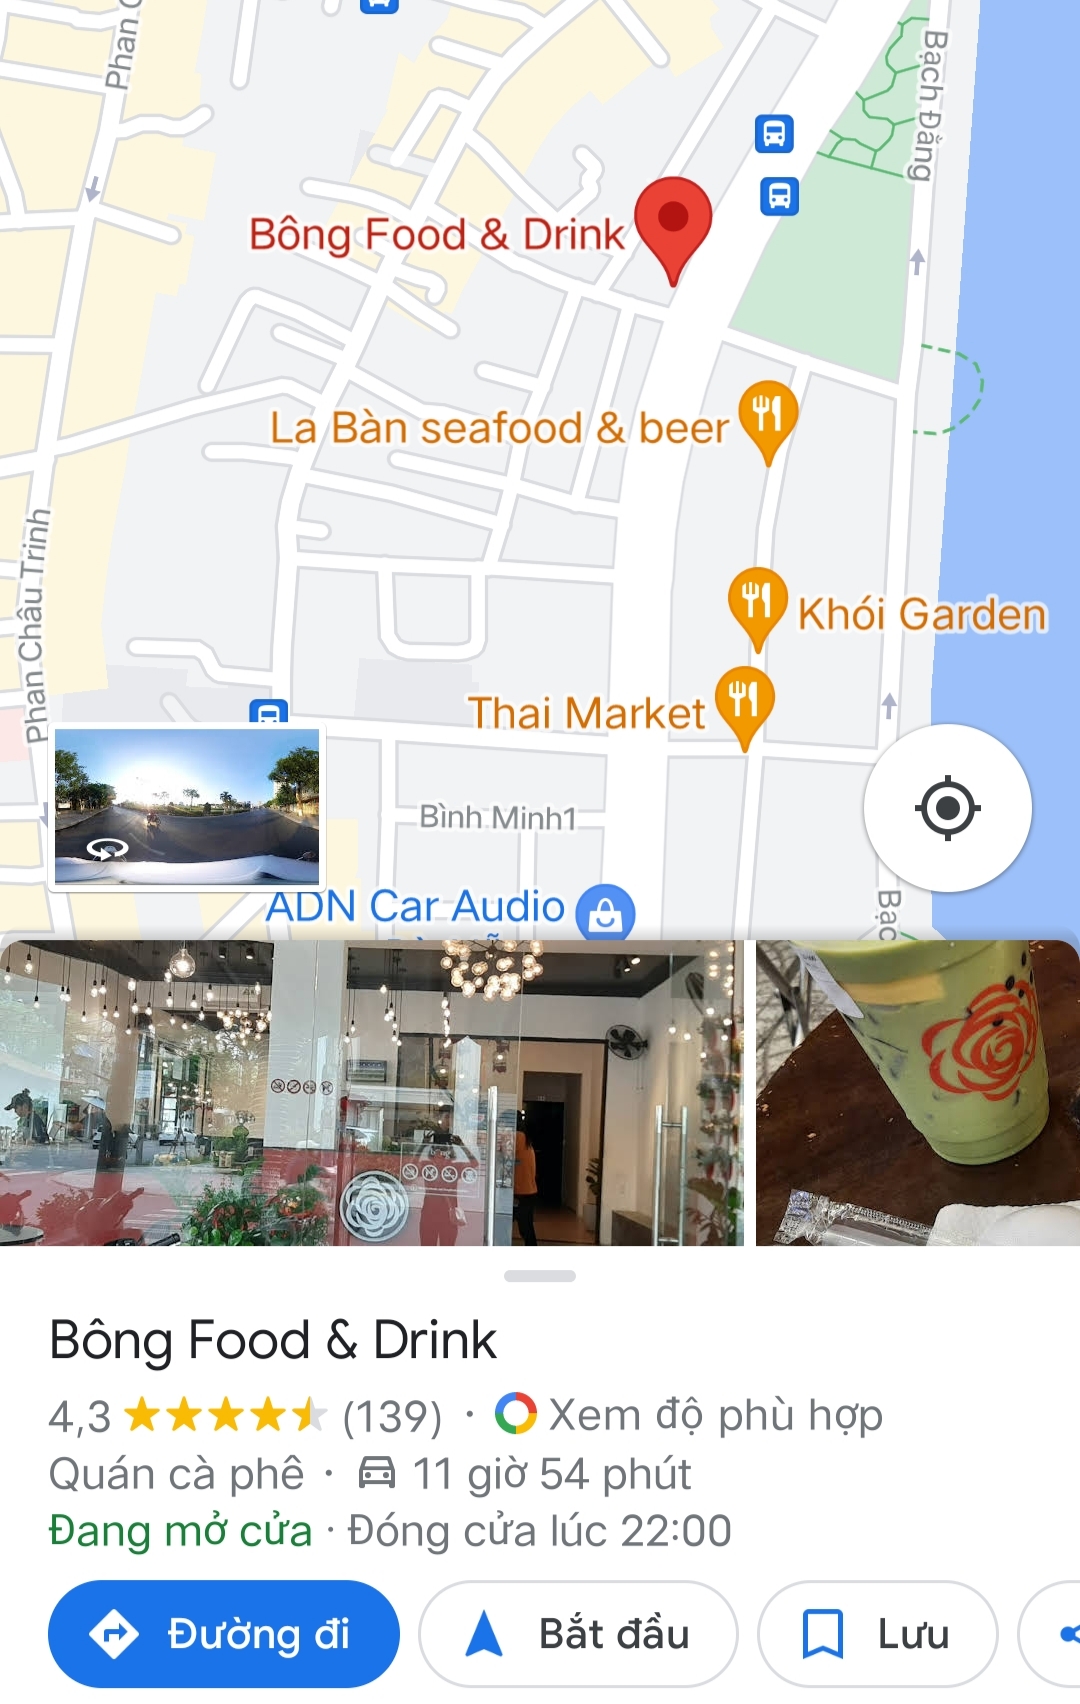 Phan C
Bạch Đằng
Bông Food & Drink
La Bàn seafood & beer
Phan Châu Trinh
Khói Garden
Thai Market
Bình Minh1
ADN Car Audio
Bạc
Bông Food & Drink
4,3 (139) · Xem độ phù hợp
Quán cà phê · 11 giờ 54 phút
Đang mở cửa · Đóng cửa lúc 22:00
Đường đi
Bắt đầu
Lưu